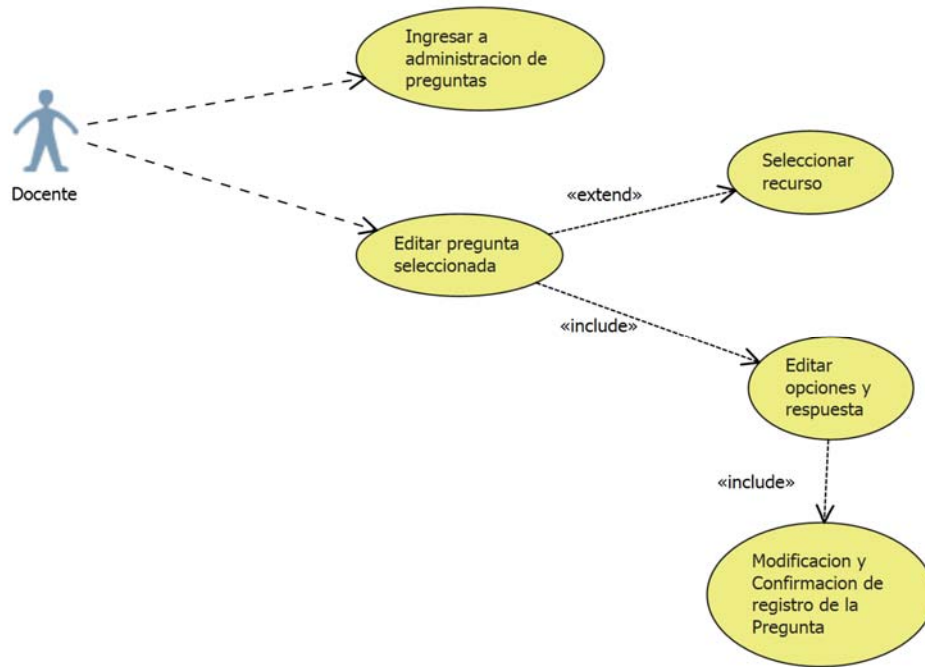 Ingresar a
administracion de
preguntas
Docente
Seleccionar
recurso
«extend»
Editar pregunta
seleccionada
«include»
Editar
opciones y
respuesta
«include»
Modificacion y
Confirmacion de
registro de la
Pregunta